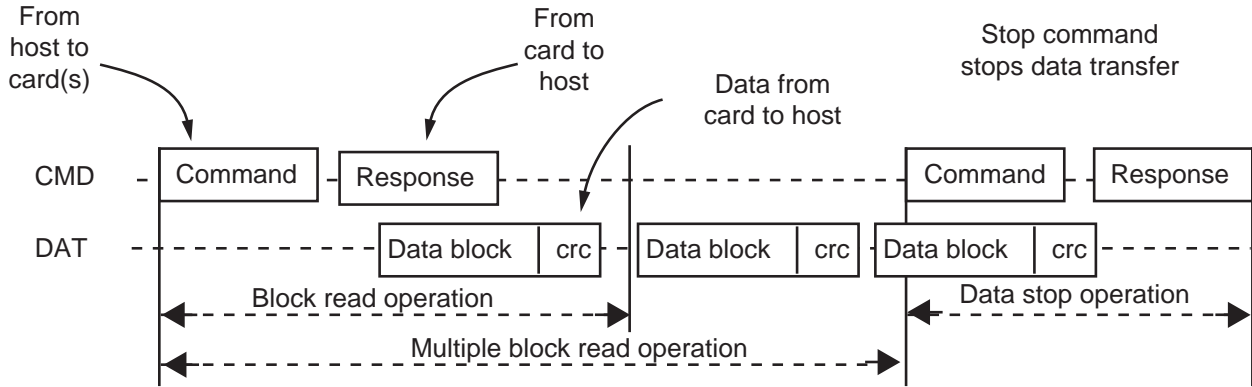 From
host to
card(s)
From
card to
host
Data from
card to host
Stop command
stops data transfer
CMD
Command
Response
Command
Response
DAT
Data block
crc
Data block
crc
Data block
crc
Block read operation
Data stop operation
Multiple block read operation